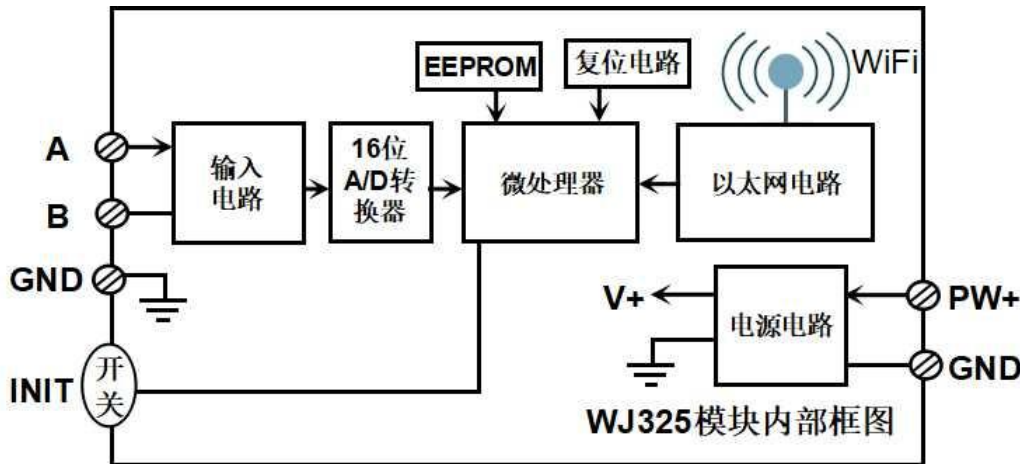 EEPROM
复位电路
WiFi
A
B
GND
INIT
开
关
输入
电路
16位
A/D转
换器
微处理器
以太网电路
V+
电源电路
PW+
GND
WJ325模块内部框图